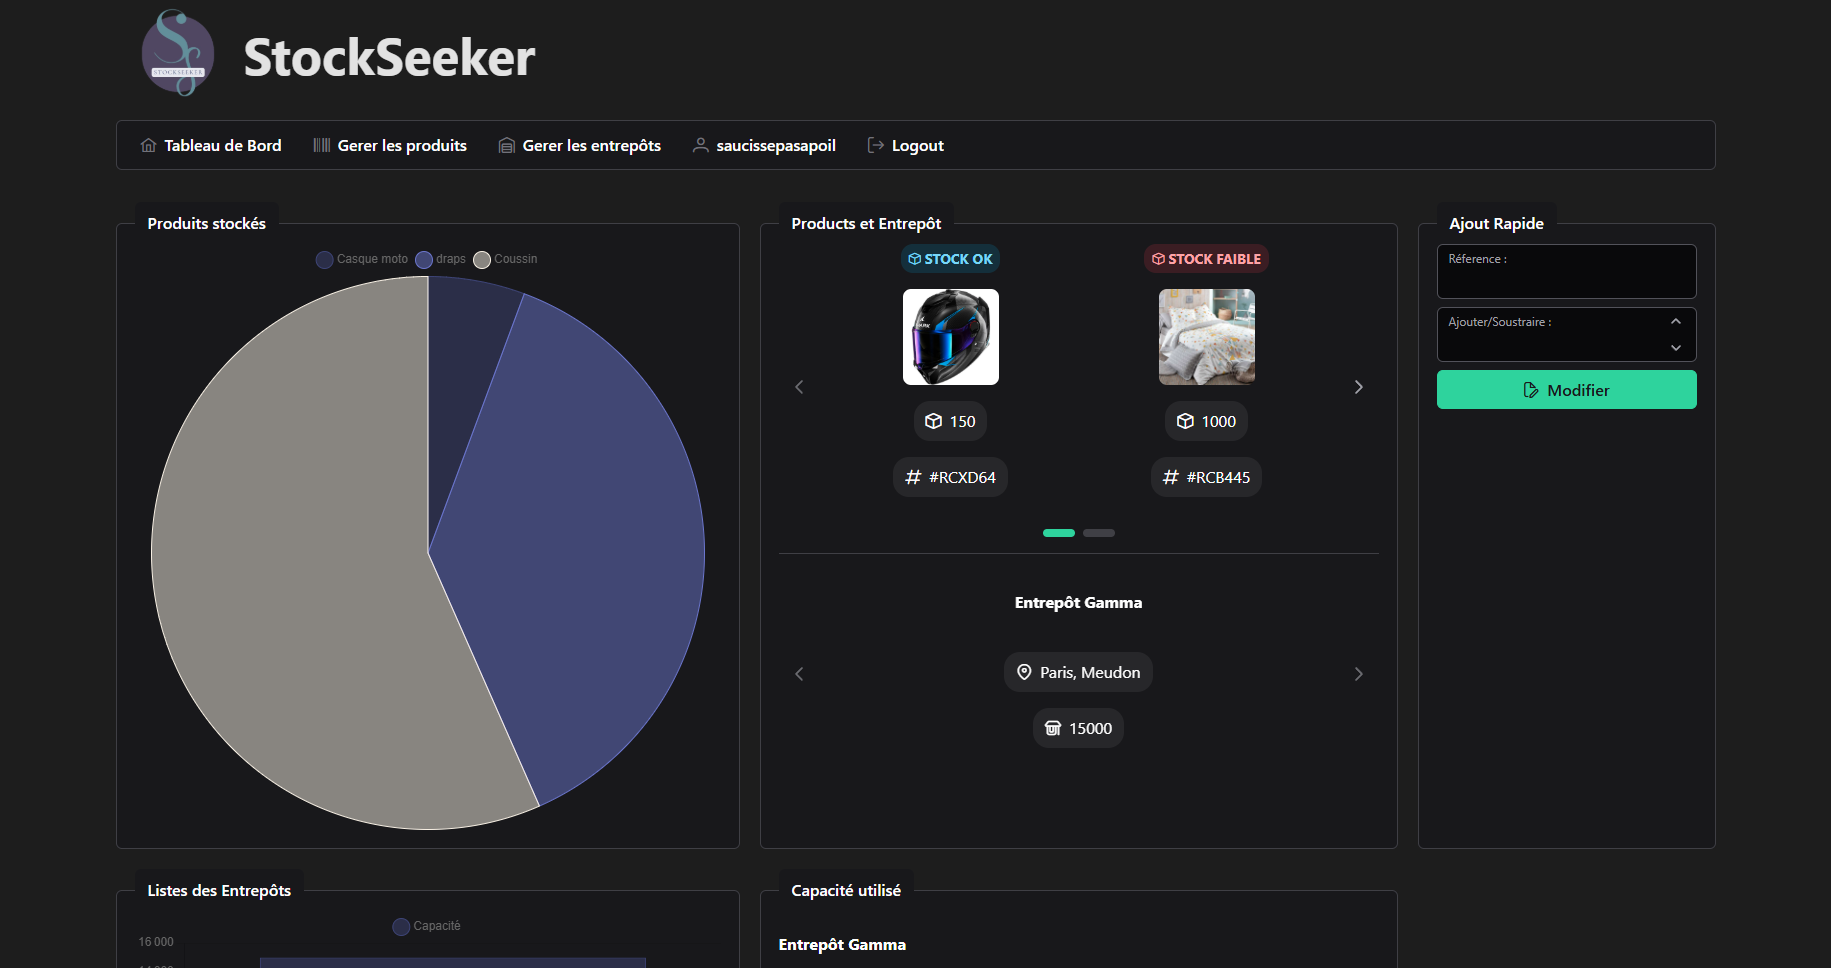 STOCKSEEKER
StockSeeker
Tableau de Bord
Gerer les produits
Gerer les entrepôts
saucissepasapoil
Logout
Produits stockés
Casque moto
draps
Coussin
Products et Entrepôt
STOCK OK
STOCK FAIBLE
SHARK
150
1000
#RCXD64
#RCB445
Entrepôt Gamma
Paris, Meudon
15000
Ajout Rapide
Réference :
Ajouter/Soustraire :
Modifier
Listes des Entrepôts
Capacité
16 000
Capacité utilisé
Entrepôt Gamma